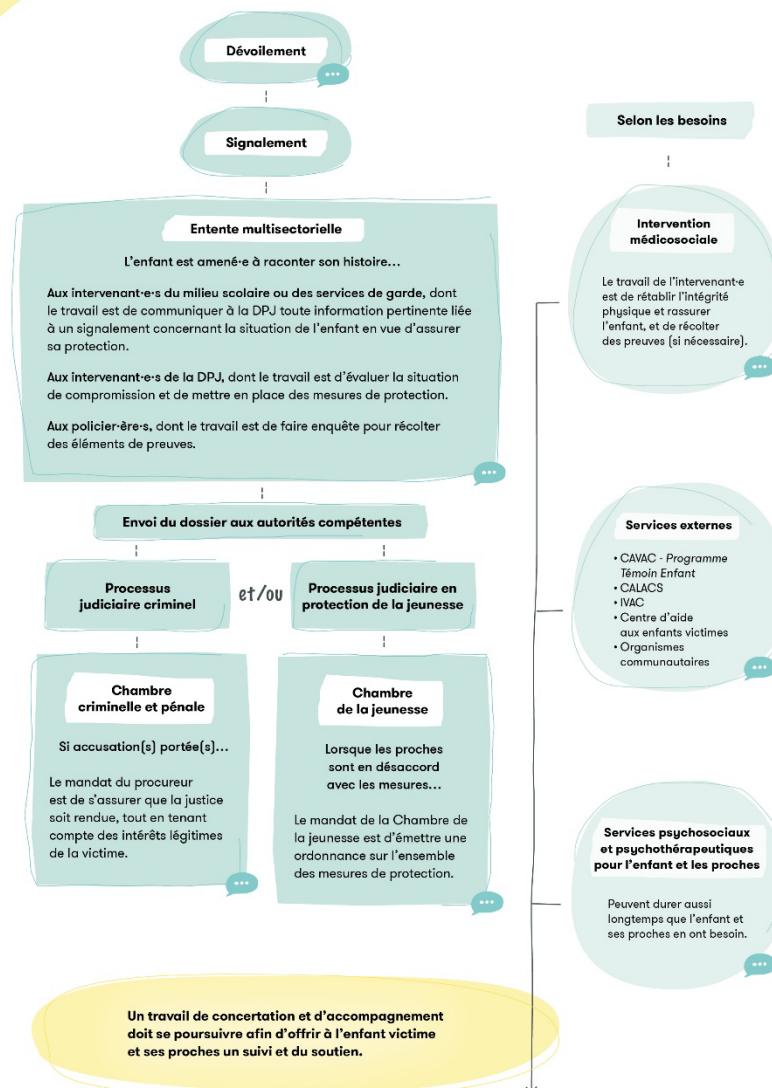 Dévoilement
Signalement
Entente multisectorielle
L'enfant est amené·e à raconter son histoire…
Aux intervenant·e·s du milieu scolaire ou des services de garde, dont
le travail est de communiquer à la DPJ toute information pertinente liée
à un signalement concernant la situation de l'enfant en vue d'assurer
sa protection.
Aux intervenant·e·s de la DPJ, dont le travail est d'évaluer la situation
de compromission et de mettre en place des mesures de protection.
Aux policier·ère·s, dont le travail est de faire enquête pour récolter
des éléments de preuves.
Envoi du dossier aux autorités compétentes
Processus
judiciaire criminel
et/ou
Processus judiciaire en
protection de la jeunesse
Chambre
criminelle et pénale
Si accusation(s) portée(s)…
Le mandat du procureur
est de s'assurer que la justice
soit rendue, tout en tenant
compte des intérêts légitimes
de la victime.
Chambre
de la jeunesse
Lorsque les proches
sont en désaccord
avec les mesures…
Le mandat de la Chambre de
la jeunesse est d'émettre une
ordonnance sur l'ensemble
des mesures de protection.
Selon les besoins
Intervention
médicosociale
Le travail de l'intervenant·e
est de rétablir l'intégrité
physique et rassurer
l'enfant, et de récolter
des preuves (si nécessaire).
Services externes
• CAVAC - Programme
Témoin Enfant
• CALACS
• IVAC
• Centre d'aide
aux enfants victimes
• Organismes
communautaires
Services psychosociaux
et psychothérapeutiques
pour l'enfant et les proches
Peuvent durer aussi
longtemps que l'enfant et
ses proches en ont besoin.
Un travail de concertation et d'accompagnement
doit se poursuivre afin d'offrir à l'enfant victime
et ses proches un suivi et du soutien.